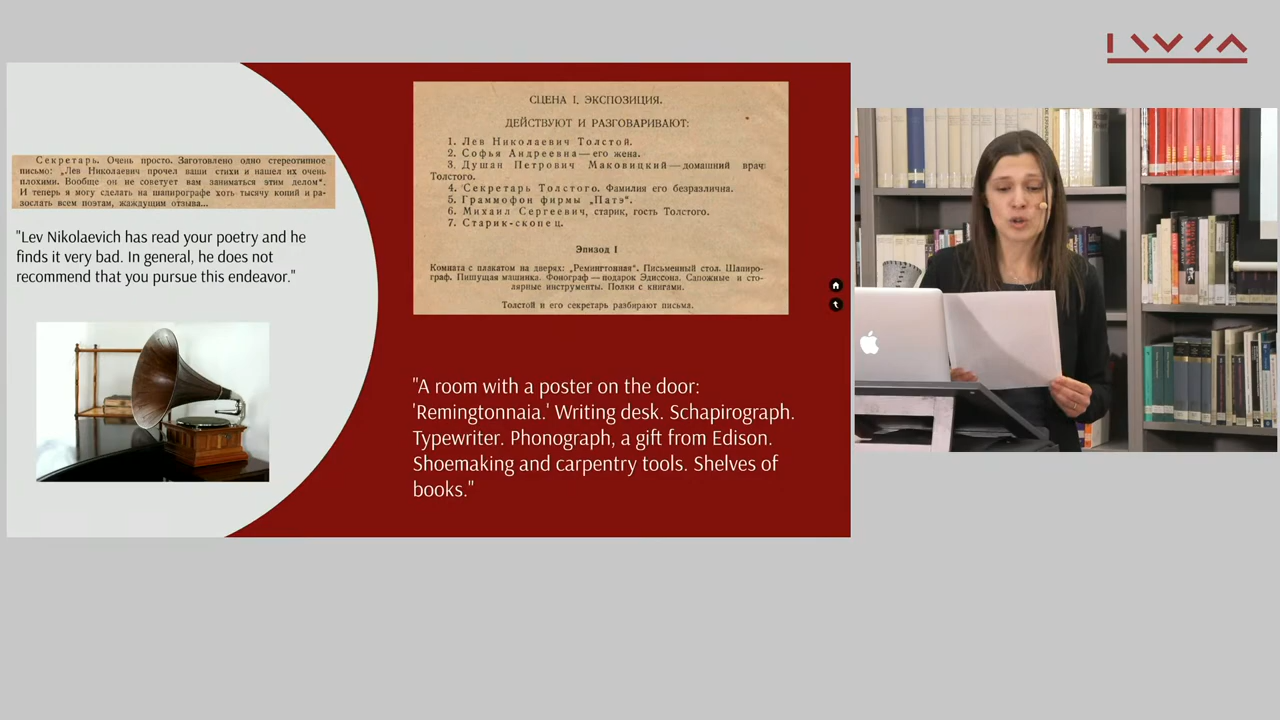 Секретарь. Очень просто. Заготовлено одно стереотипное
письмо: „Лев Николаевич прочел ваши стихи и нашел их очень
плохими. Вообще он не советует вам заниматься этим делом“.
И теперь я могу сделать на шапирографе хоть тысячу копий и ра-
зослать всем поэтам, жаждущим отзыва...
"Lev Nikolaevich has read your poetry and he
finds it very bad. In general, he does not
recommend that you pursue this endeavor."
СЦЕНА I. ЭКСПОЗИЦИЯ.
ДЕЙСТВУЮТ И РАЗГОВАРИВАЮТ:
1. Лев Николаевич Толстой.
2. Софья Андреевна — его жена.
3. Душан Петрович Маковицкий — домашний врач
Толстого.
4. Секретарь Толстого. Фамилия его безразлична.
5. Граммофон фирмы „Патэ“.
6. Михаил Сергеевич, старик, гость Толстого.
7. Старик-скопец.
Эпизод I
Комната с плакатом на дверях: „Ремингтонная“. Письменный стол. Шапиро-
граф. Пишущая машинка. Фонограф — подарок Эдиссона. Сапожные и сто-
лярные инструменты. Полки с книгами.
Толстой и его секретарь разбирают письма.
"A room with a poster on the door:
'Remingtonnaia.' Writing desk. Schapirograph.
Typewriter. Phonograph, a gift from Edison.
Shoemaking and carpentry tools. Shelves of
books."